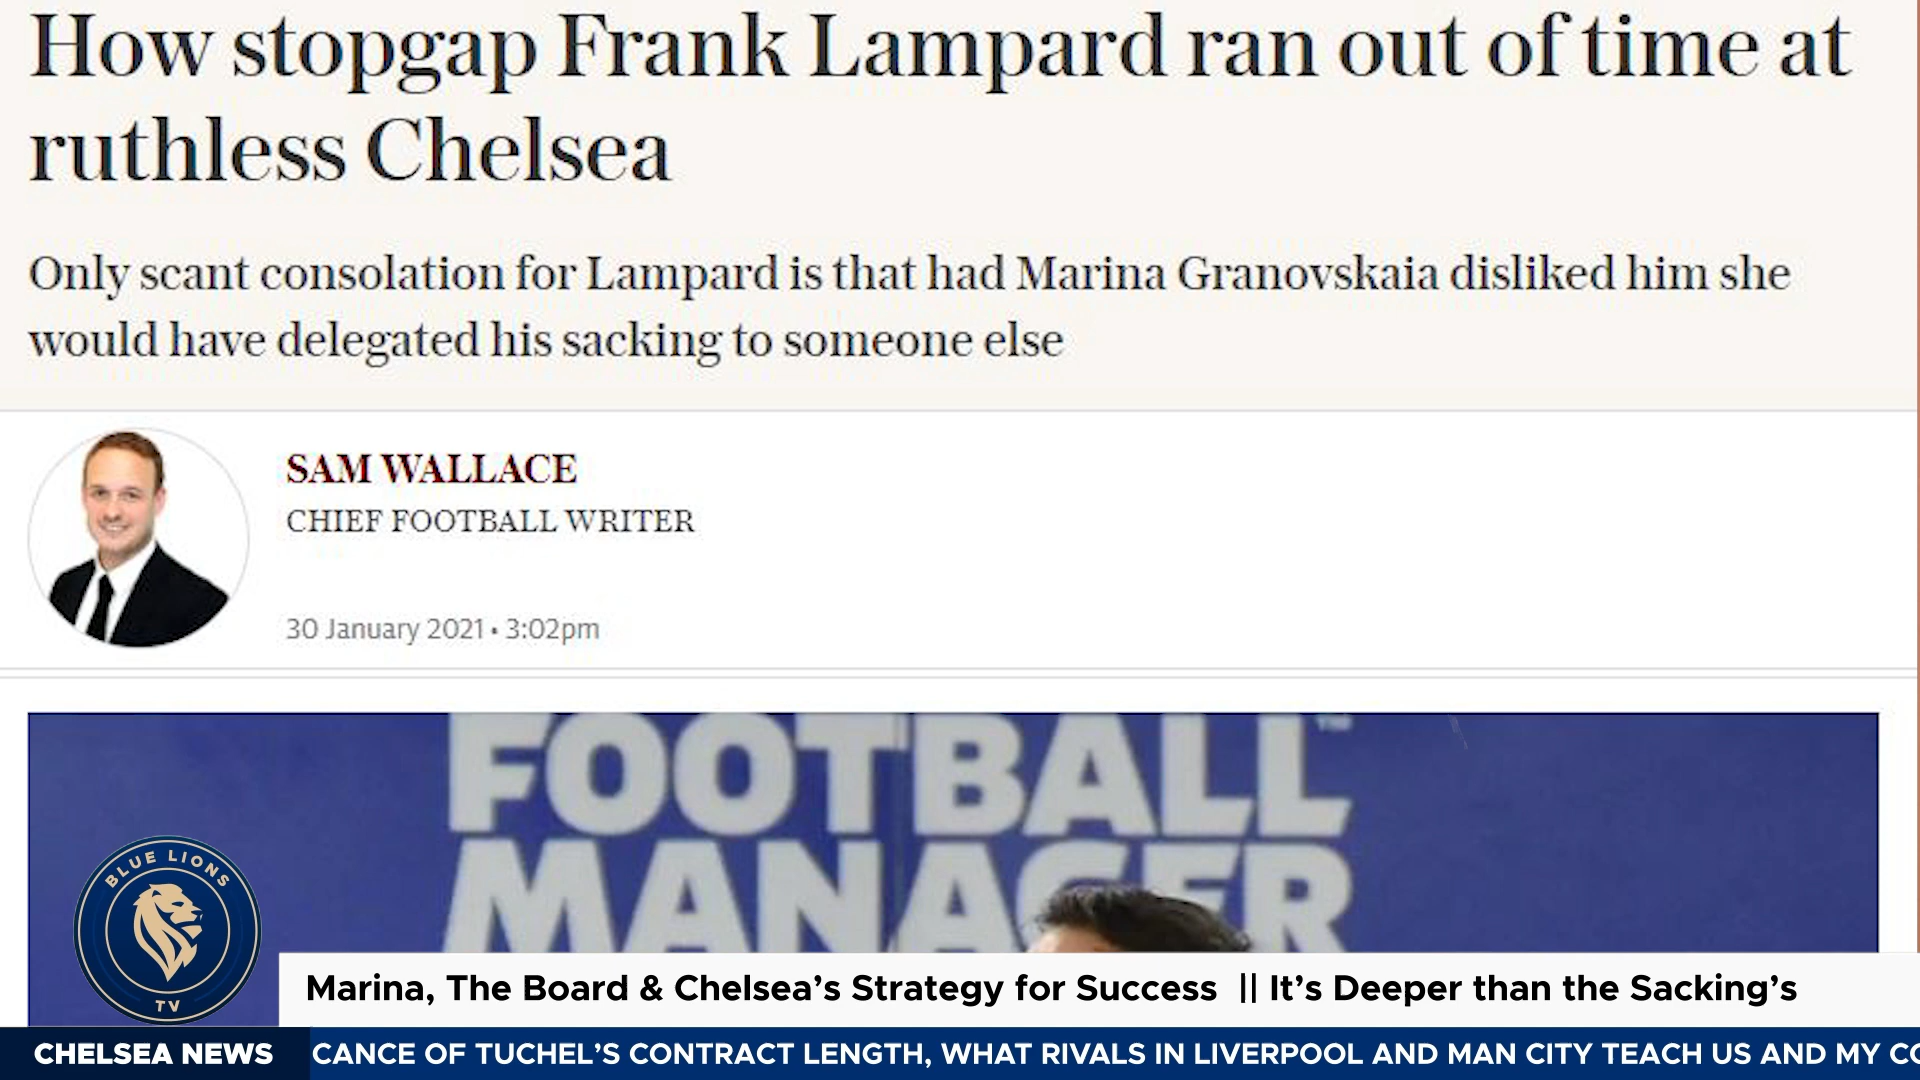 How stopgap Frank Lampard ran out of time at
ruthless Chelsea
Only scant consolation for Lampard is that had Marina Granovskaia disliked him she
would have delegated his sacking to someone else
SAM WALLACE
CHIEF FOOTBALL WRITER
30 January 2021 • 3:02pm
FOOTBALL™
MANAGER
BLUE LIONS
TV
Marina, The Board & Chelsea’s Strategy for Success || It’s Deeper than the Sacking’s
CHELSEA NEWS
CANCE OF TUCHEL’S CONTRACT LENGTH, WHAT RIVALS IN LIVERPOOL AND MAN CITY TEACH US AND MY CO